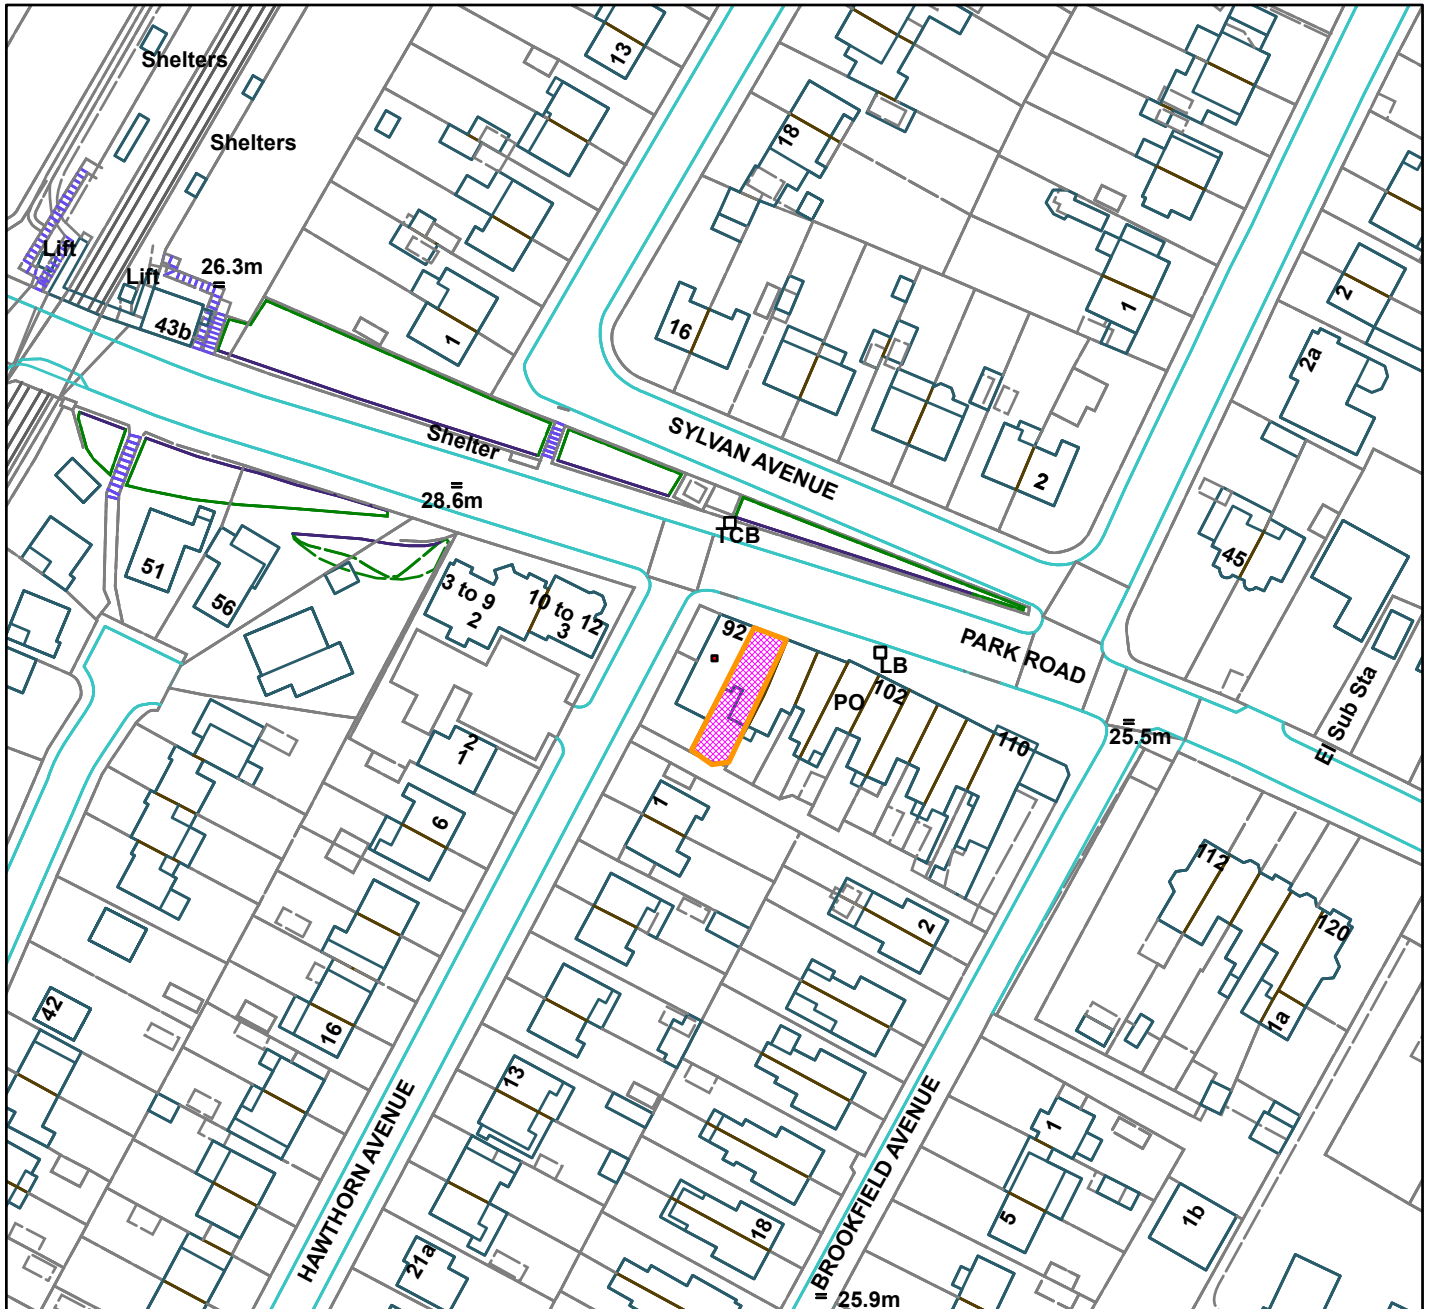 13
Shelters
Shelters
18
Lift
Lift
26.3m
2
1
43b
1
16
2a
Shelter
SYLVAN AVENUE
2
28.6m
TCB
45
51
56
3 to 9
2
10 to 12
3
92
PARK ROAD
LB
102
PO
El Sub Sta
110
25.5m
2
1
6
1
112
2
120
42
16
1a
13
HAWTHORN AVENUE
BROOKFIELD AVENUE
1
5
1b
18
21a
25.9m